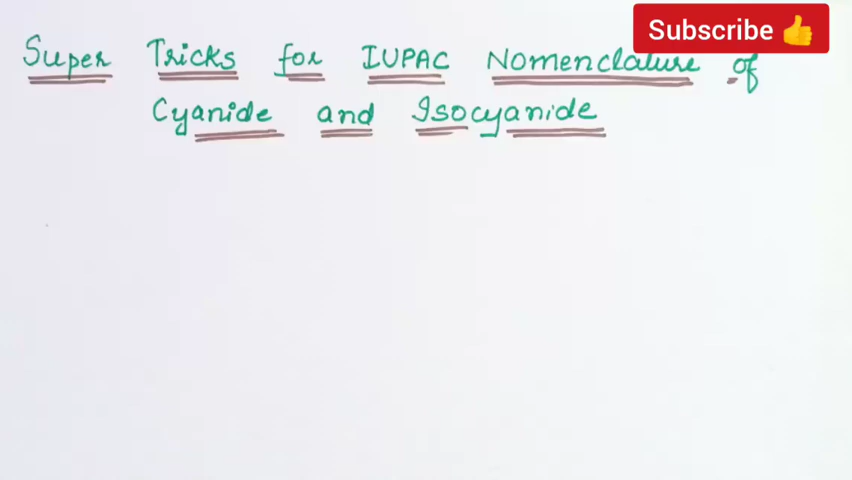 Subscribe 👍
Super Tricks for IUPAC Nomenclature of
Cyanide and Isocyanide